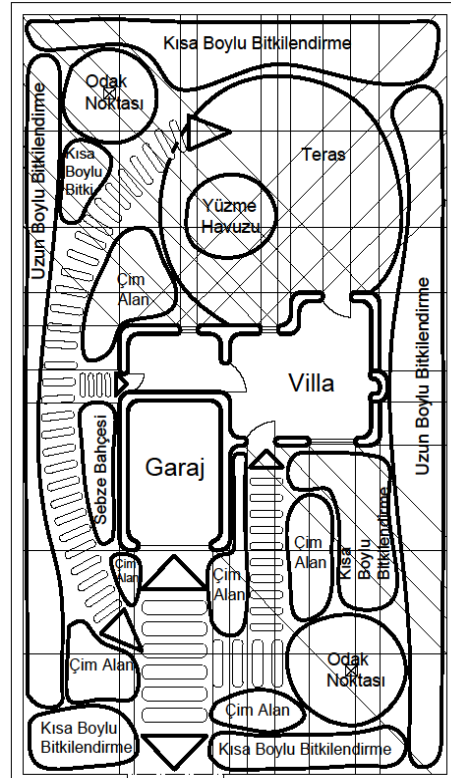 Kısa Boylu Bitkilendirme
Odak
Noktası
Uzun Boylu Bitkilendirme
Kısa
Boylu
Bitki
Teras
Yüzme
Havuzu
Çim
Alan
Uzun Boylu Bitkilendirme
Villa
Sebze Bahçesi
Garaj
Çim
Alan
Çim
Alan
Çim
Alan
Kısa
Boylu
Bitkilendirme
Çim Alan
Odak
Noktası
Çim Alan
Kısa Boylu
Bitkilendirme
Kısa Boylu Bitkilendirme